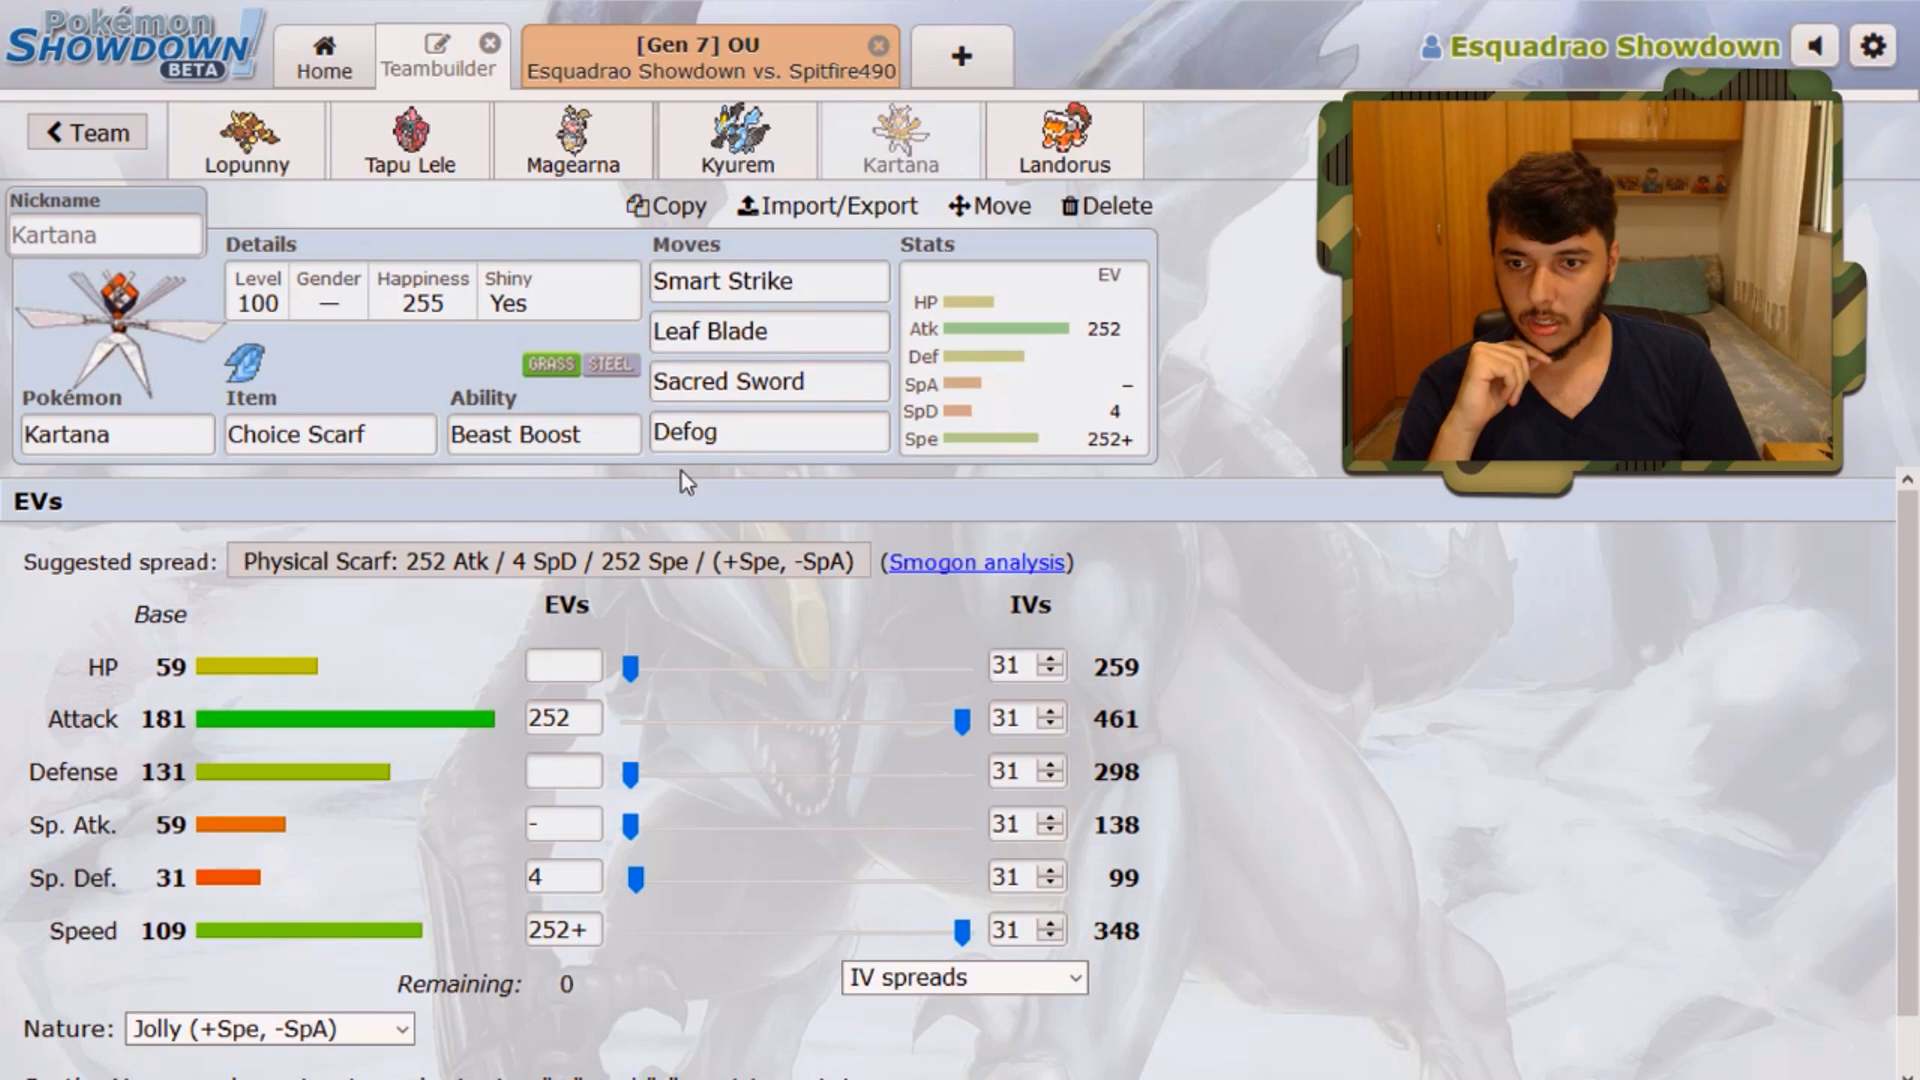 Pokémon
SHOWDOWN!
BETA
Home
Teambuilder
[Gen 7] OU
Esquadrao Showdown vs. Spitfire490
+
Esquadrao Showdown
Team
Lopunny
Tapu Lele
Magearna
Kyurem
Kartana
Landorus
Copy
Import/Export
Move
Delete
Nickname
Kartana
Details
Level
Gender
Happiness
Shiny
100
—
255
Yes
GRASS STEEL
Pokémon
Item
Ability
Kartana
Choice Scarf
Beast Boost
Moves
Smart Strike
Leaf Blade
Sacred Sword
Defog
Stats
EV
HP
Atk 252
Def
SpA –
SpD 4
Spe 252+
EVs
Suggested spread: Physical Scarf: 252 Atk / 4 SpD / 252 Spe / (+Spe, -SpA) (Smogon analysis)
Base EVs IVs
HP 59 31 259
Attack 181 252 31 461
Defense 131 31 298
Sp. Atk. 59 - 31 138
Sp. Def. 31 4 31 99
Speed 109 252+ 31 348
Remaining: 0
IV spreads
Nature: Jolly (+Spe, -SpA)